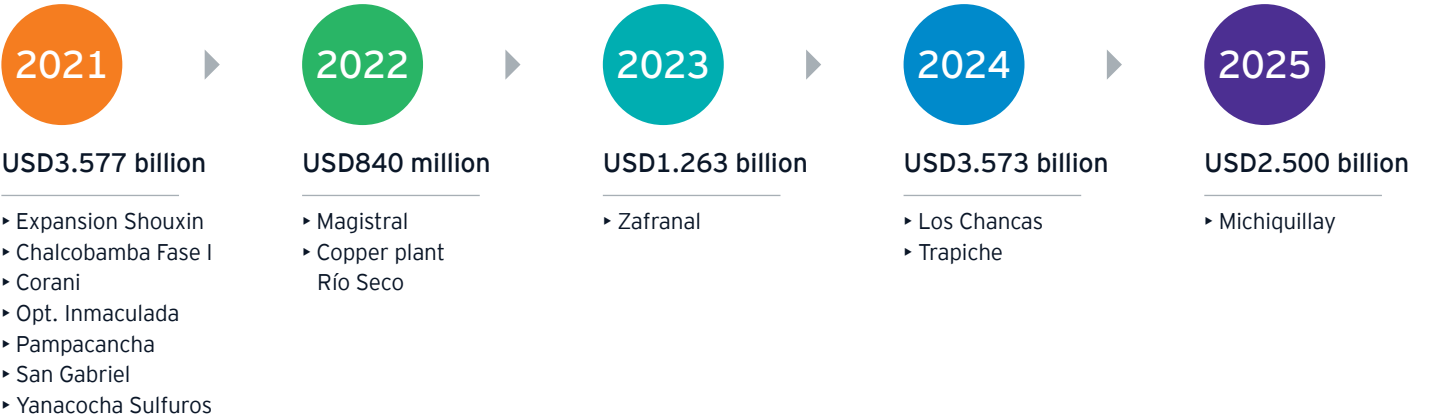 2021
USD3.577 billion
‣ Expansion Shouxin
‣ Chalcobamba Fase I
‣ Corani
‣ Opt. Inmaculada
‣ Pampacancha
‣ San Gabriel
‣ Yanacocha Sulfuros
2022
USD840 million
‣ Magistral
‣ Copper plant
Río Seco
2023
USD1.263 billion
‣ Zafranal
2024
USD3.573 billion
‣ Los Chancas
‣ Trapiche
2025
USD2.500 billion
‣ Michiquillay